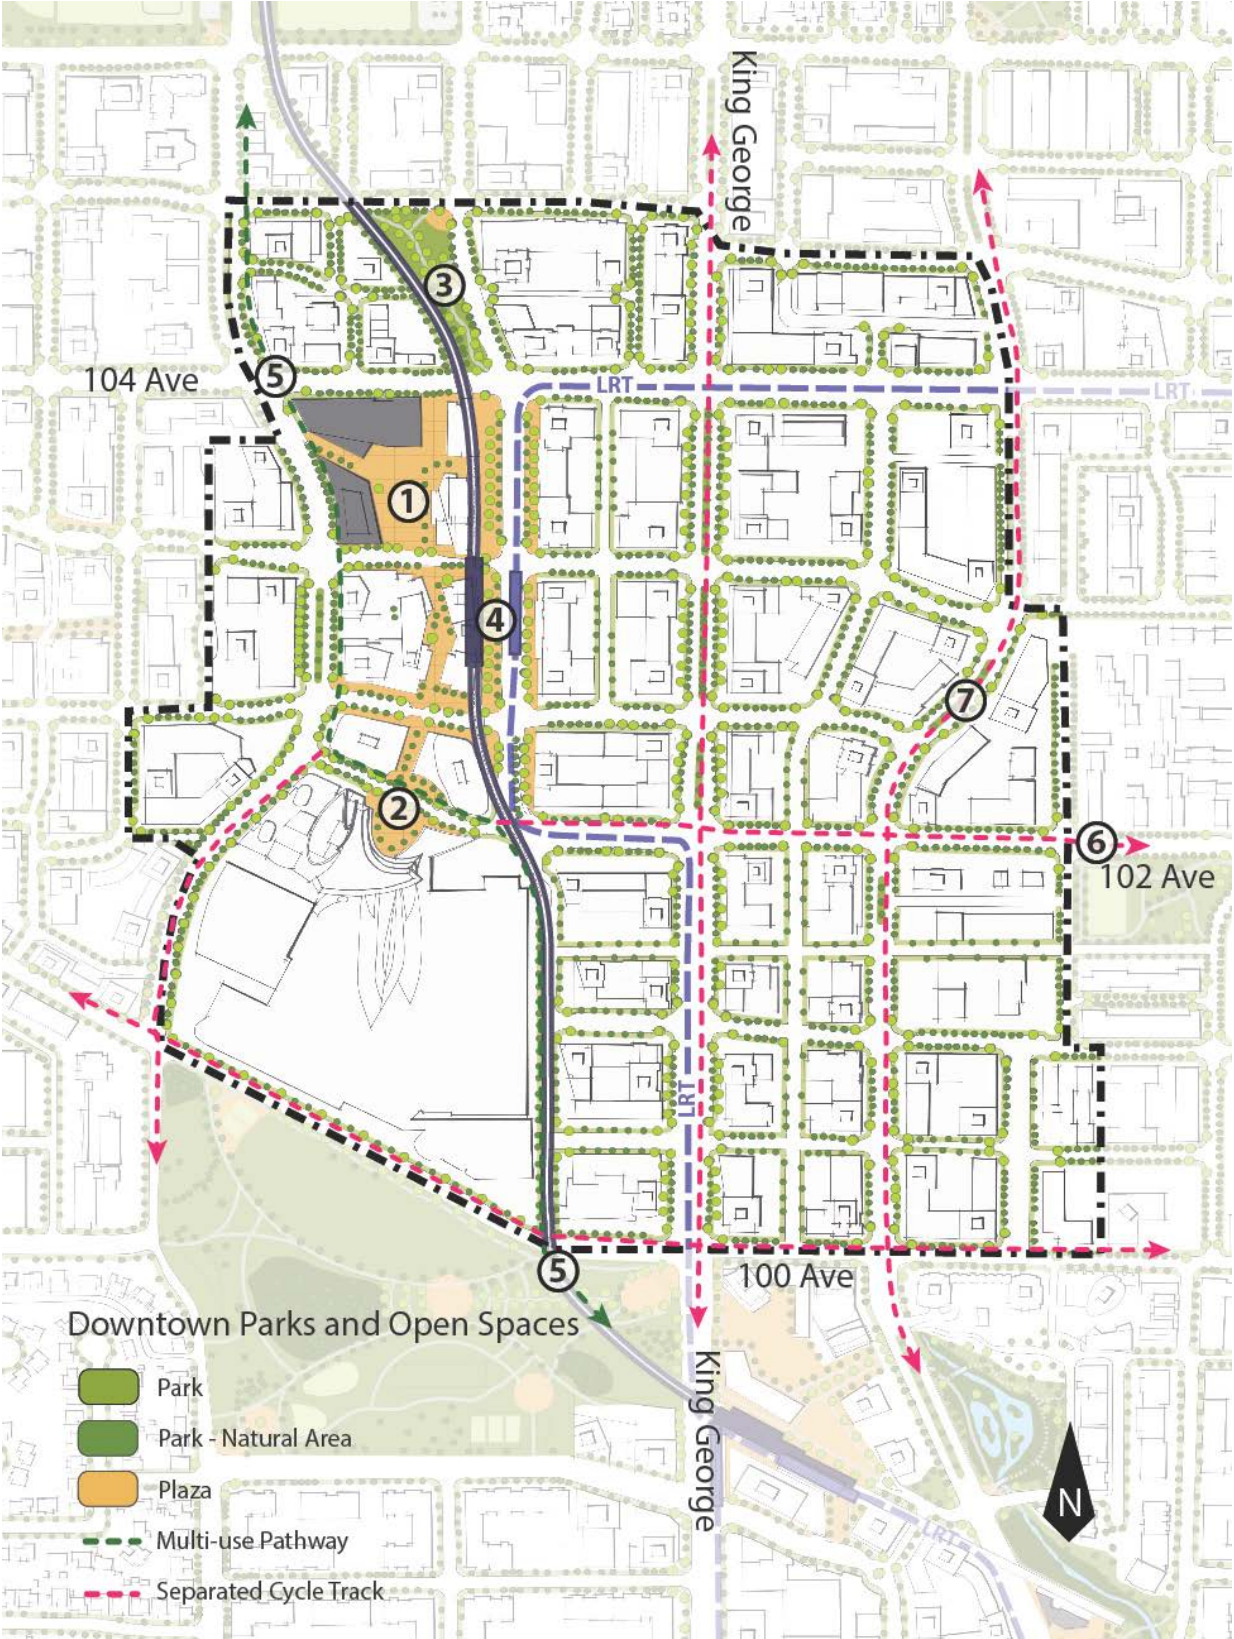 King George
3
104 Ave
5
LRT
LRT
1
4
7
2
6
102 Ave
LRT
5
100 Ave
Downtown Parks and Open Spaces
Park
Park - Natural Area
Plaza
Multi-use Pathway
Separated Cycle Track
King George
N
LRT